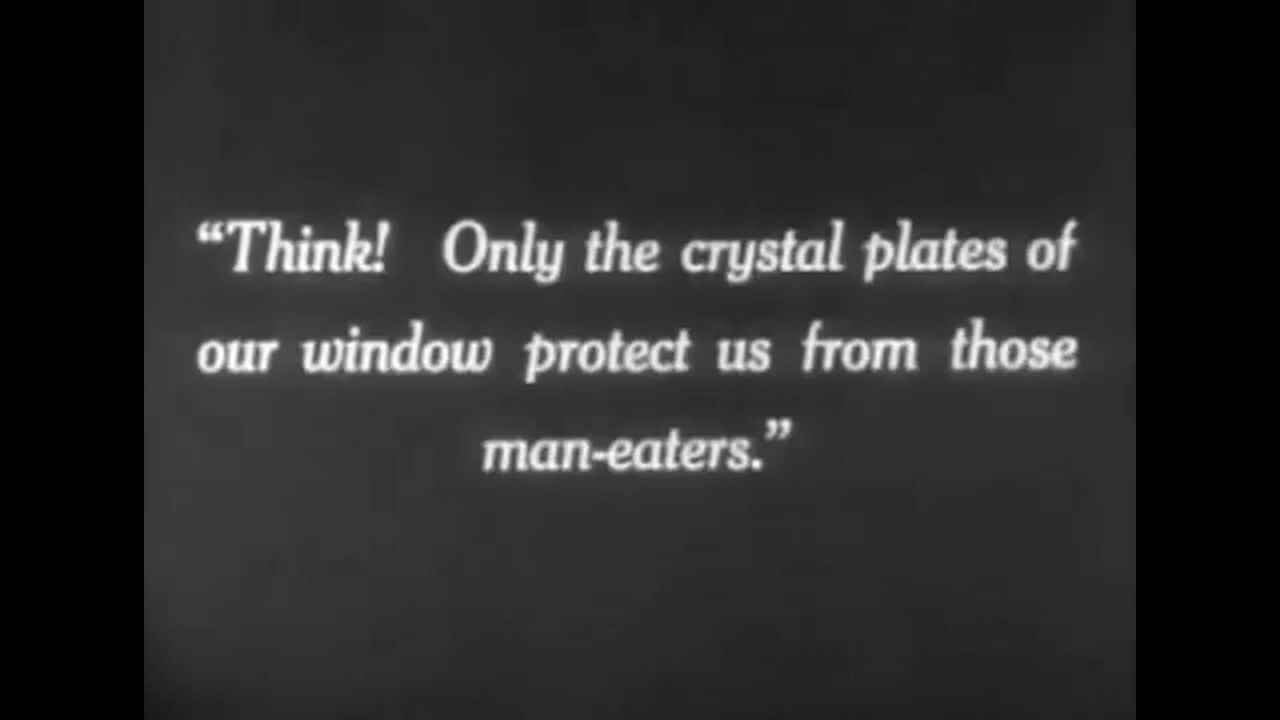 “Think! Only the crystal plates of
our window protect us from those
man-eaters.”